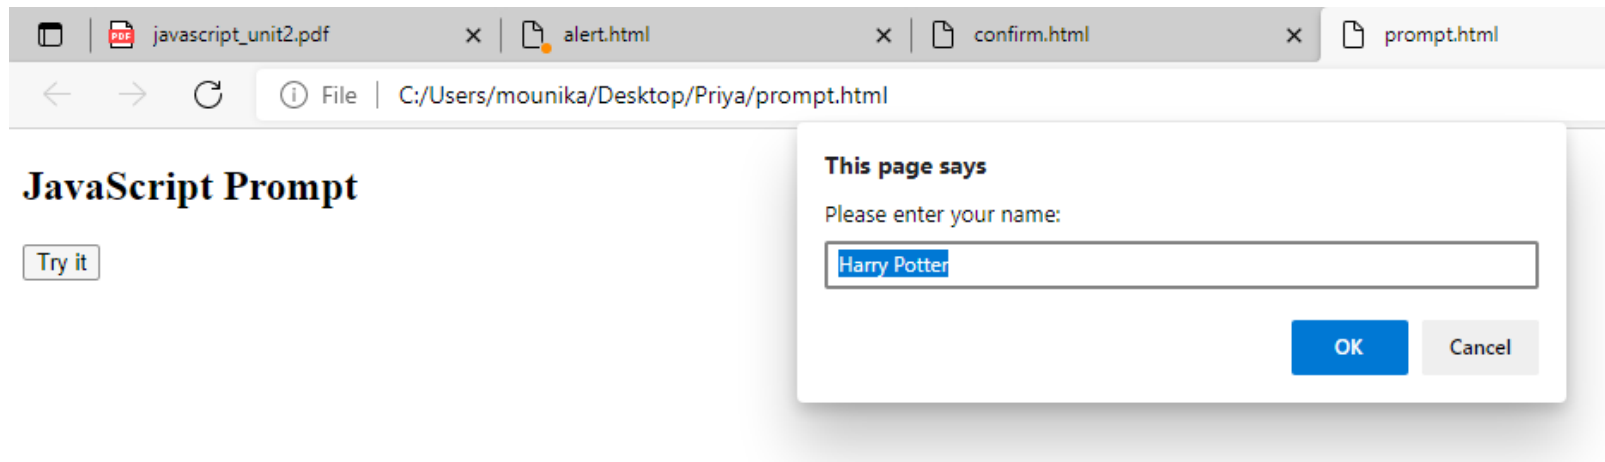 javascript_unit2.pdf alert.html confirm.html prompt.html
File C:/Users/mounika/Desktop/Priya/prompt.html
JavaScript Prompt
Try it
This page says
Please enter your name:
Harry Potter
OK Cancel